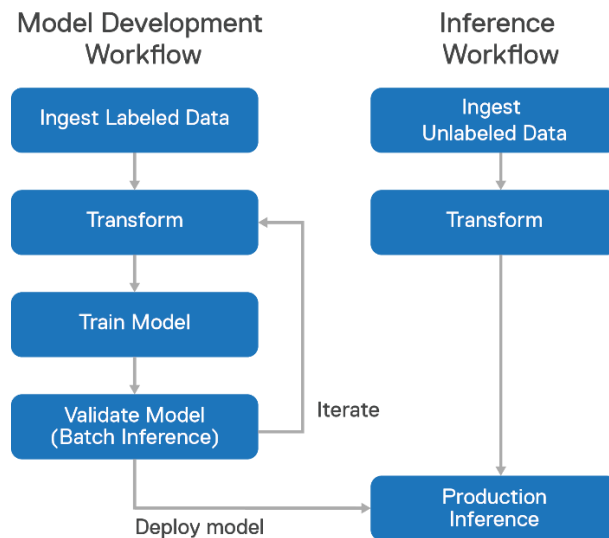 Model Development
Workflow
Ingest Labeled Data
Transform
Train Model
Validate Model
(Batch Inference)
Iterate
Deploy model
Inference
Workflow
Ingest
Unlabeled Data
Transform
Production
Inference